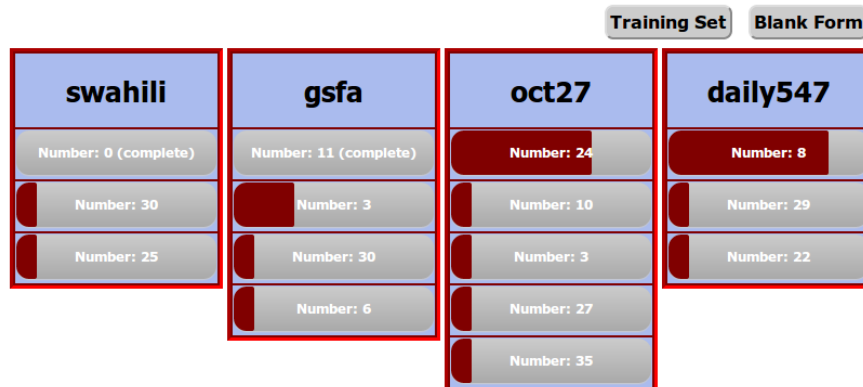 Training Set
Blank Form
swahili
Number: 0 (complete)
Number: 30
Number: 25
gsfa
Number: 11 (complete)
Number: 3
Number: 30
Number: 6
oct27
Number: 24
Number: 10
Number: 3
Number: 27
Number: 35
daily547
Number: 8
Number: 29
Number: 22